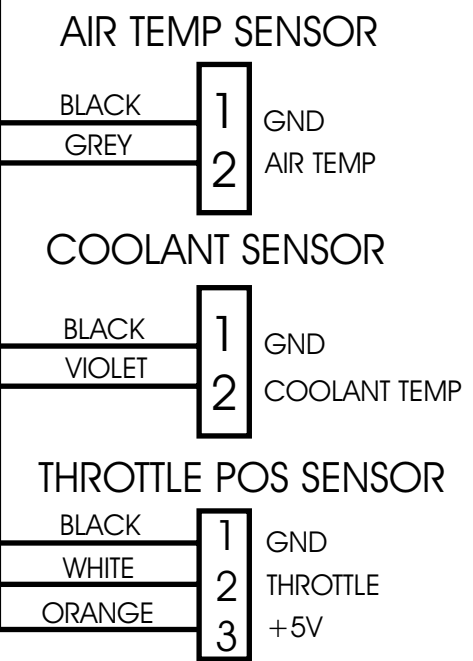 AIR TEMP SENSOR
BLACK 1 GND
GREY 2 AIR TEMP
COOLANT SENSOR
BLACK 1 GND
VIOLET 2 COOLANT TEMP
THROTTLE POS SENSOR
BLACK 1 GND
WHITE 2 THROTTLE
ORANGE 3 +5V